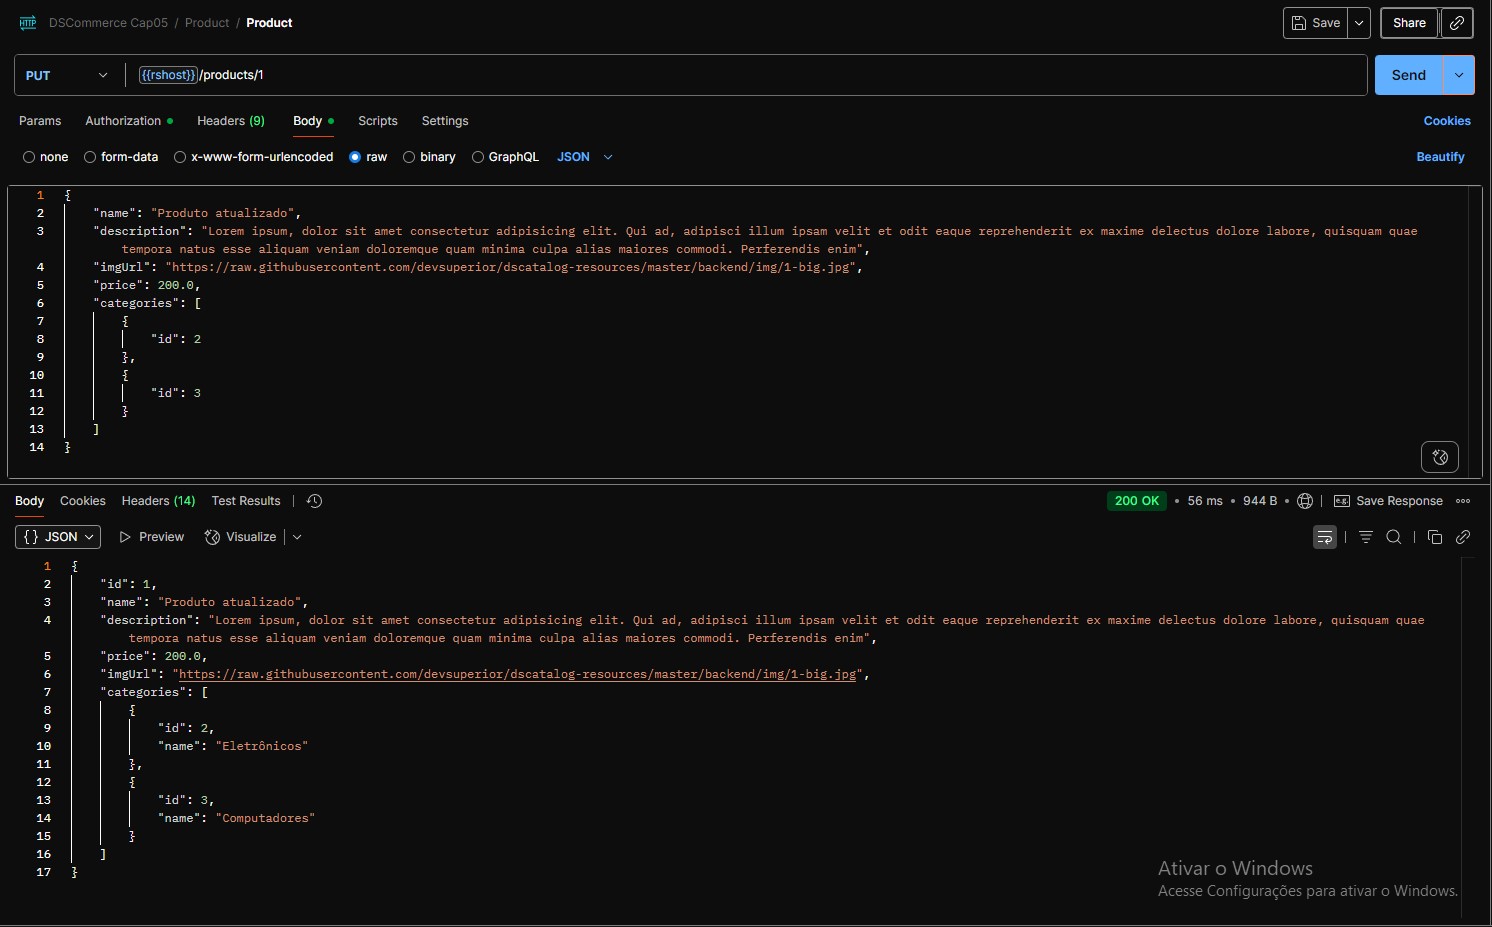 HTTP DSCommerce Cap05 / Product / Product Save Share
PUT {{rshost}}/products/1 Send
Params Authorization Headers (9) Body Scripts Settings Cookies
none form-data x-www-form-urlencoded raw binary GraphQL JSON Beautify
1 {
2 "name": "Produto atualizado",
3 "description": "Lorem ipsum, dolor sit amet consectetur adipisicing elit. Qui ad, adipisci illum ipsam velit et odit eaque reprehenderit ex maxime delectus dolore labore, quisquam quae
tempora natus esse aliquam veniam doloremque quam minima culpa alias maiores commodi. Perferendis enim",
4 "imgUrl": "https://raw.githubusercontent.com/devsuperior/dscatalog-resources/master/backend/img/1-big.jpg",
5 "price": 200.0,
6 "categories": [
7 {
8 "id": 2
9 },
10 {
11 "id": 3
12 }
13 ]
14 }
Body Cookies Headers (14) Test Results 200 OK • 56 ms • 944 B • e.g. Save Response
{} JSON Preview Visualize
1 {
2 "id": 1,
3 "name": "Produto atualizado",
4 "description": "Lorem ipsum, dolor sit amet consectetur adipisicing elit. Qui ad, adipisci illum ipsam velit et odit eaque reprehenderit ex maxime delectus dolore labore, quisquam quae
tempora natus esse aliquam veniam doloremque quam minima culpa alias maiores commodi. Perferendis enim",
5 "price": 200.0,
6 "imgUrl": "https://raw.githubusercontent.com/devsuperior/dscatalog-resources/master/backend/img/1-big.jpg",
7 "categories": [
8 {
9 "id": 2,
10 "name": "Eletrônicos"
11 },
12 {
13 "id": 3,
14 "name": "Computadores"
15 }
16 ]
17 }
Ativar o Windows
Acesse Configurações para ativar o Windows.